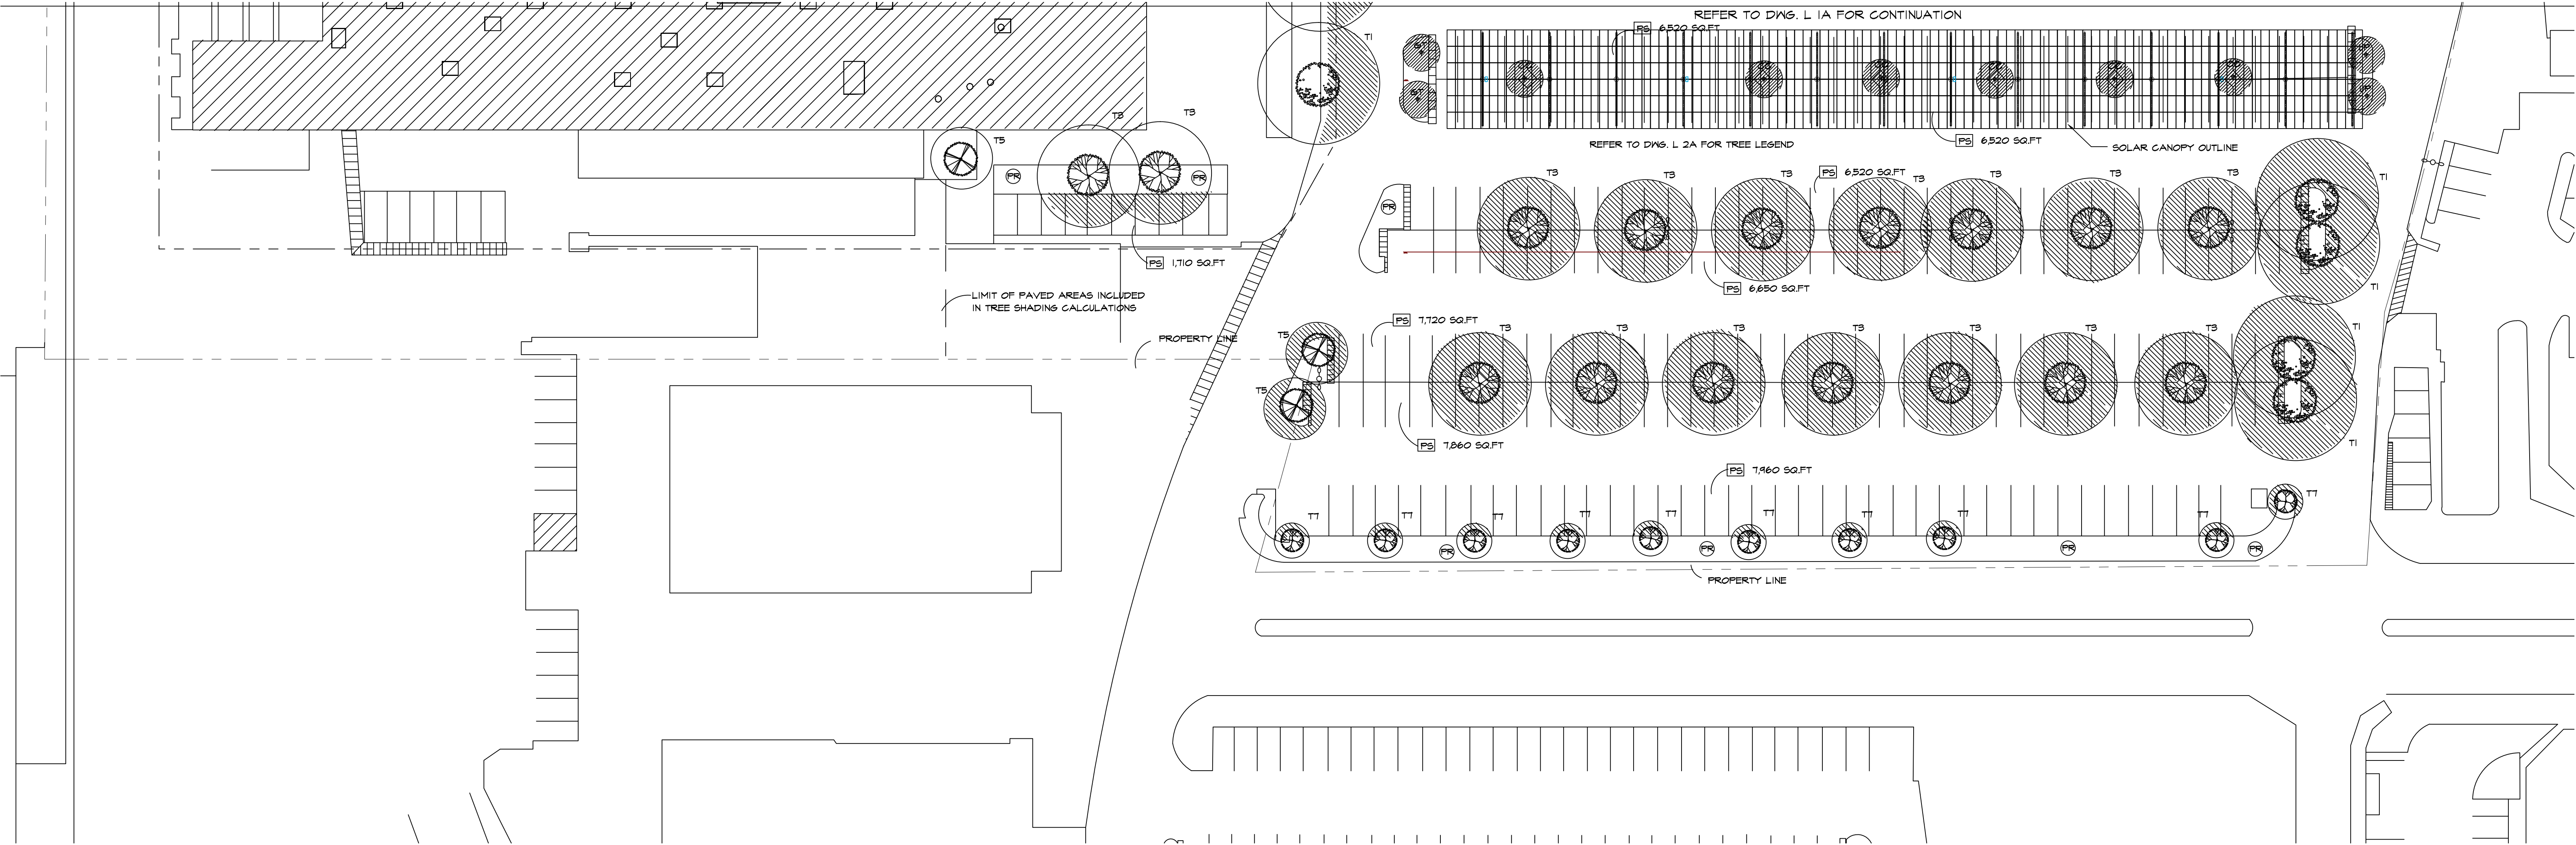 REFER TO DWG. L 1A FOR CONTINUATION
PS 6,520 SQ.FT
T1
ST
ST
T3
T3
T5
PR
PR
REFER TO DWG. L 2A FOR TREE LEGEND
PS 6,520 SQ.FT
SOLAR CANOPY OUTLINE
T3
T3
T3
PS 6,520 SQ.FT
T3
T3
T3
T3
T1
PR
PS 1,710 SQ.FT
PS 6,650 SQ.FT
T1
LIMIT OF PAVED AREAS INCLUDED
IN TREE SHADING CALCULATIONS
PROPERTY LINE
T5
PS 7,720 SQ.FT
T3
T3
T3
T3
T3
T3
T3
T1
T5
PS 7,860 SQ.FT
T1
PS 7,960 SQ.FT
T7
T7
T7
T7
T7
T7
T7
T7
T7
T7
PR
PR
PR
PR
PROPERTY LINE